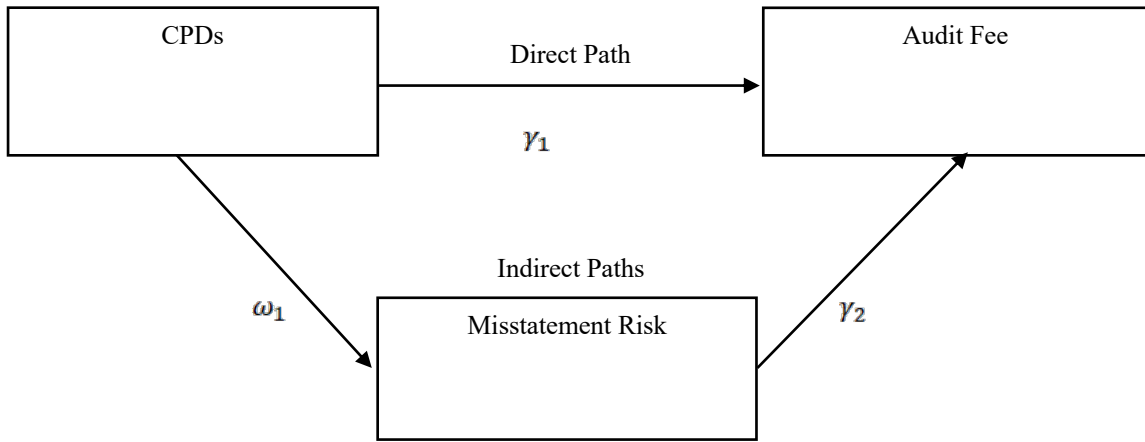 CPDs
Audit Fee
Direct Path
γ₁
Indirect Paths
ω₁
Misstatement Risk
γ₂